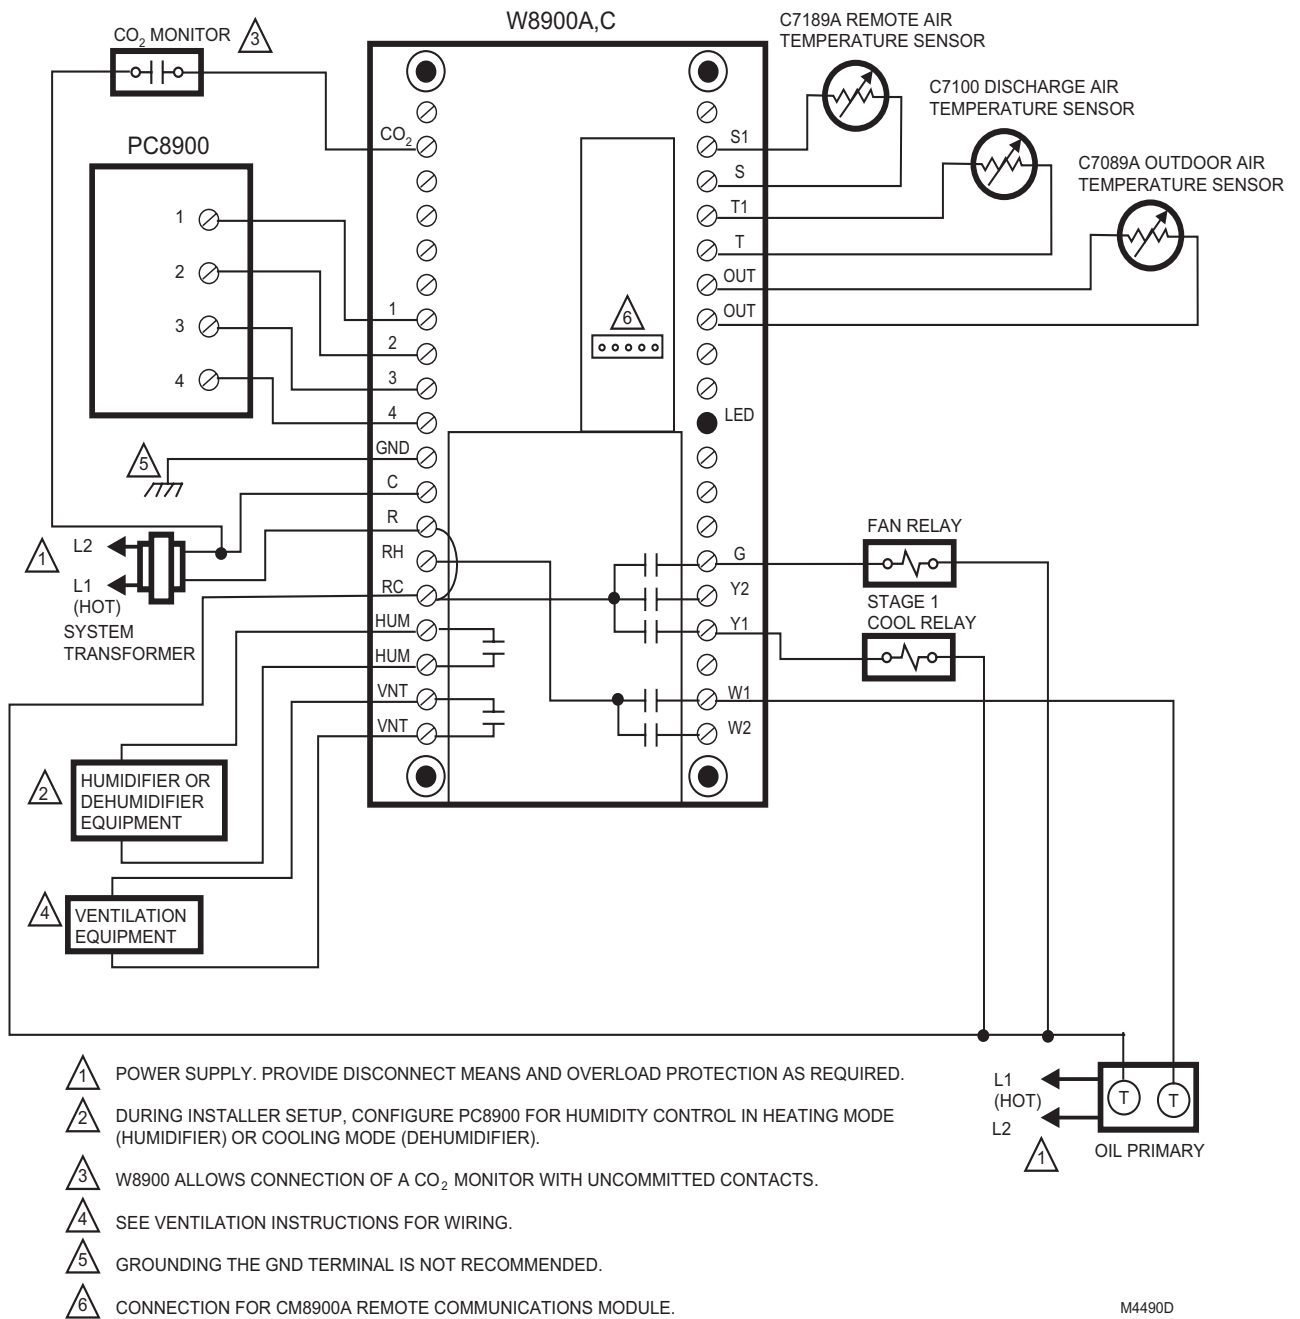 W8900A,C
CO2 MONITOR
3
C7189A REMOTE AIR
TEMPERATURE SENSOR
C7100 DISCHARGE AIR
TEMPERATURE SENSOR
C7089A OUTDOOR AIR
TEMPERATURE SENSOR
PC8900
1
2
3
4
CO2
1
2
3
4
GND
C
R
RH
RC
HUM
HUM
VNT
VNT
6
S1
S
T1
T
OUT
OUT
LED
G
Y2
Y1
W1
W2
5
1
L2
L1
(HOT)
SYSTEM
TRANSFORMER
FAN RELAY
STAGE 1
COOL RELAY
2
HUMIDIFIER OR
DEHUMIDIFIER
EQUIPMENT
4
VENTILATION
EQUIPMENT
L1
(HOT)
L2
1
T
T
OIL PRIMARY
1 POWER SUPPLY. PROVIDE DISCONNECT MEANS AND OVERLOAD PROTECTION AS REQUIRED.
2 DURING INSTALLER SETUP, CONFIGURE PC8900 FOR HUMIDITY CONTROL IN HEATING MODE
(HUMIDIFIER) OR COOLING MODE (DEHUMIDIFIER).
3 W8900 ALLOWS CONNECTION OF A CO2 MONITOR WITH UNCOMMITTED CONTACTS.
4 SEE VENTILATION INSTRUCTIONS FOR WIRING.
5 GROUNDING THE GND TERMINAL IS NOT RECOMMENDED.
6 CONNECTION FOR CM8900A REMOTE COMMUNICATIONS MODULE.
M4490D